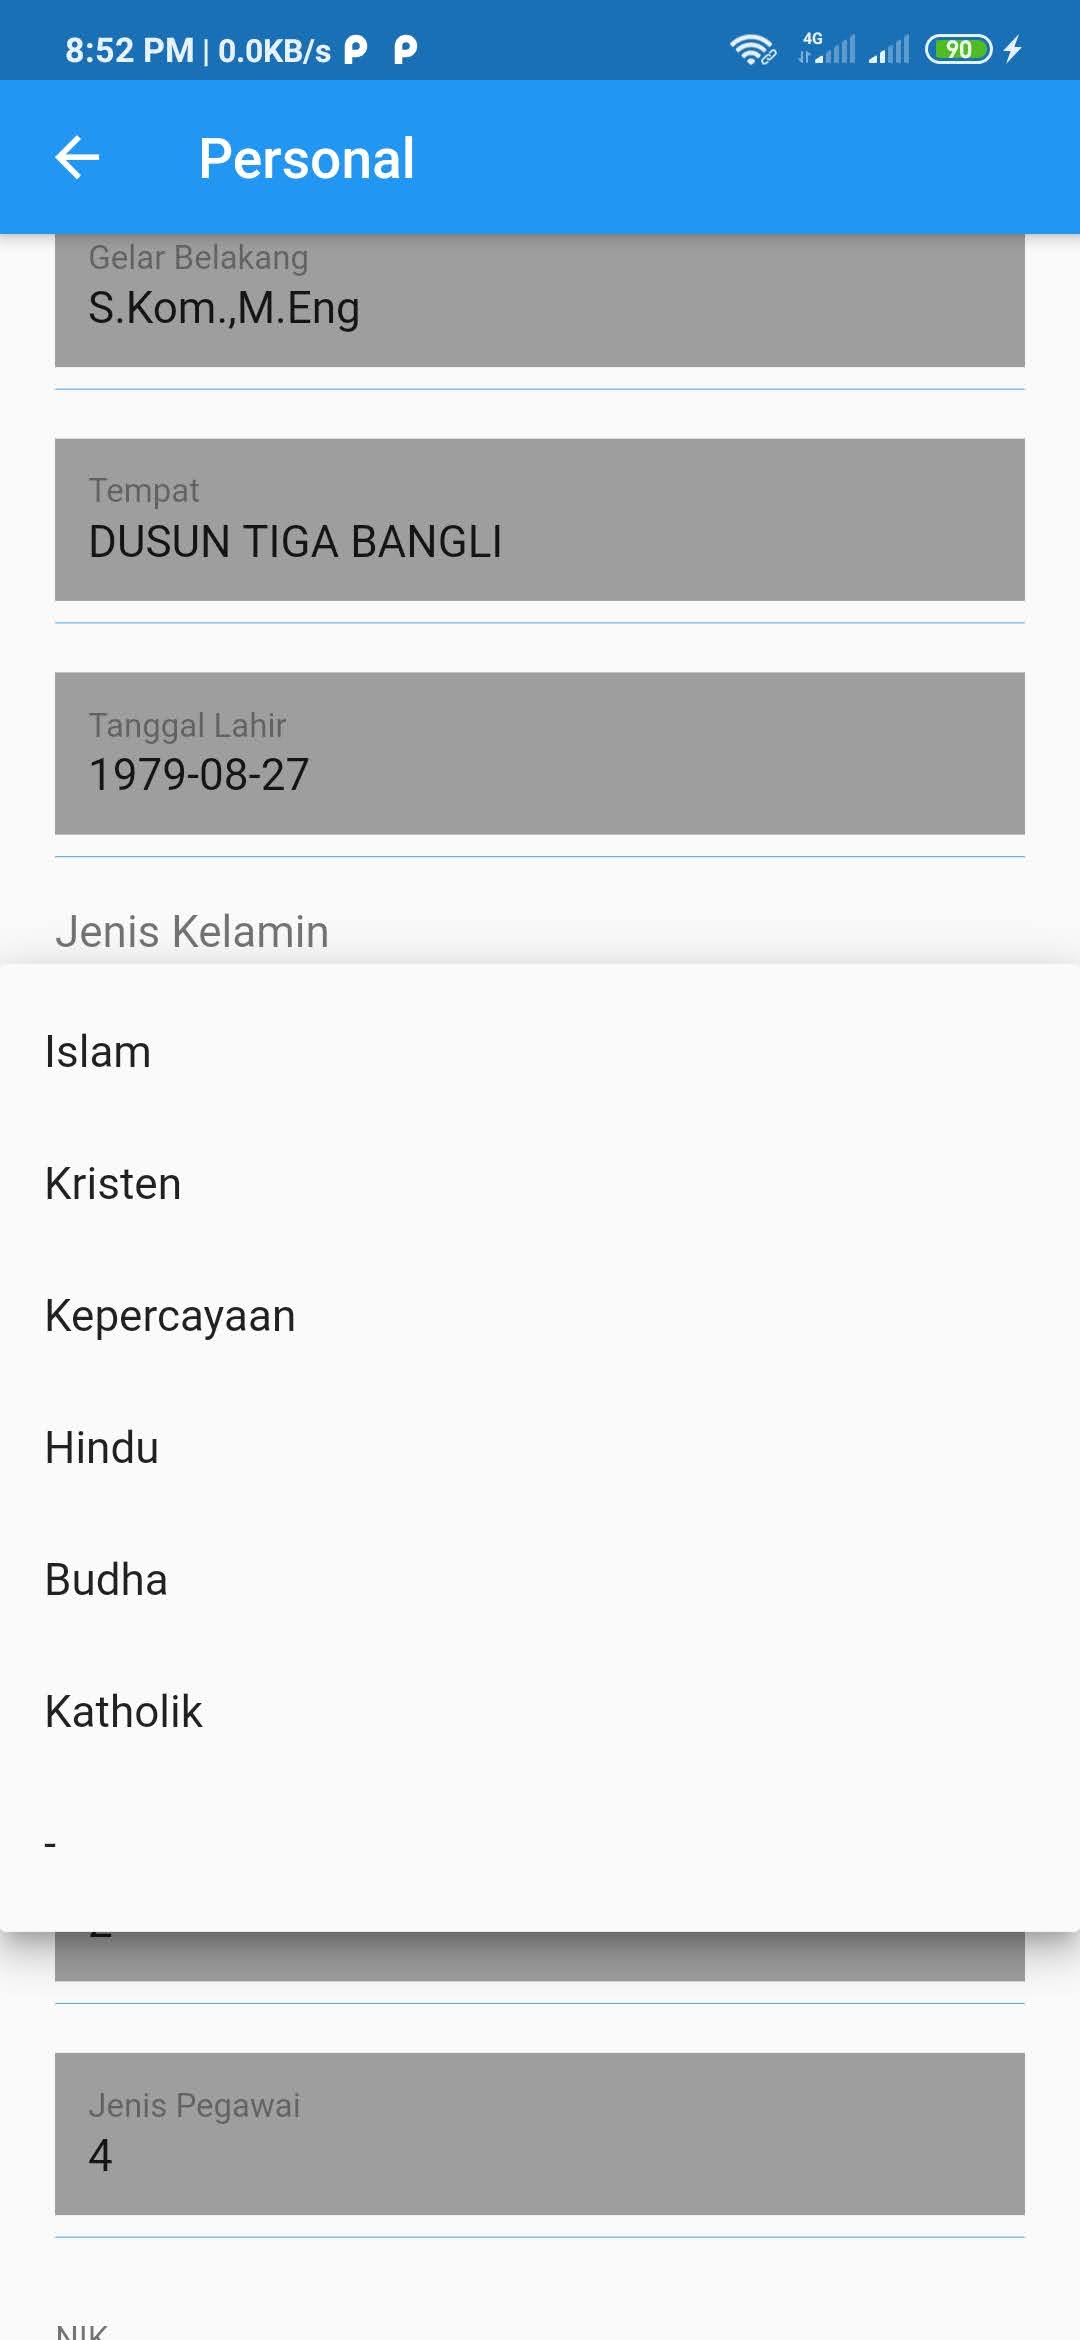 8:52 PM | 0.0KB/s
4G
90
Personal
Gelar Belakang
S.Kom.,M.Eng
Tempat
DUSUN TIGA BANGLI
Tanggal Lahir
1979-08-27
Jenis Kelamin
Islam
Kristen
Kepercayaan
Hindu
Budha
Katholik
-
Jenis Pegawai
4
NIK